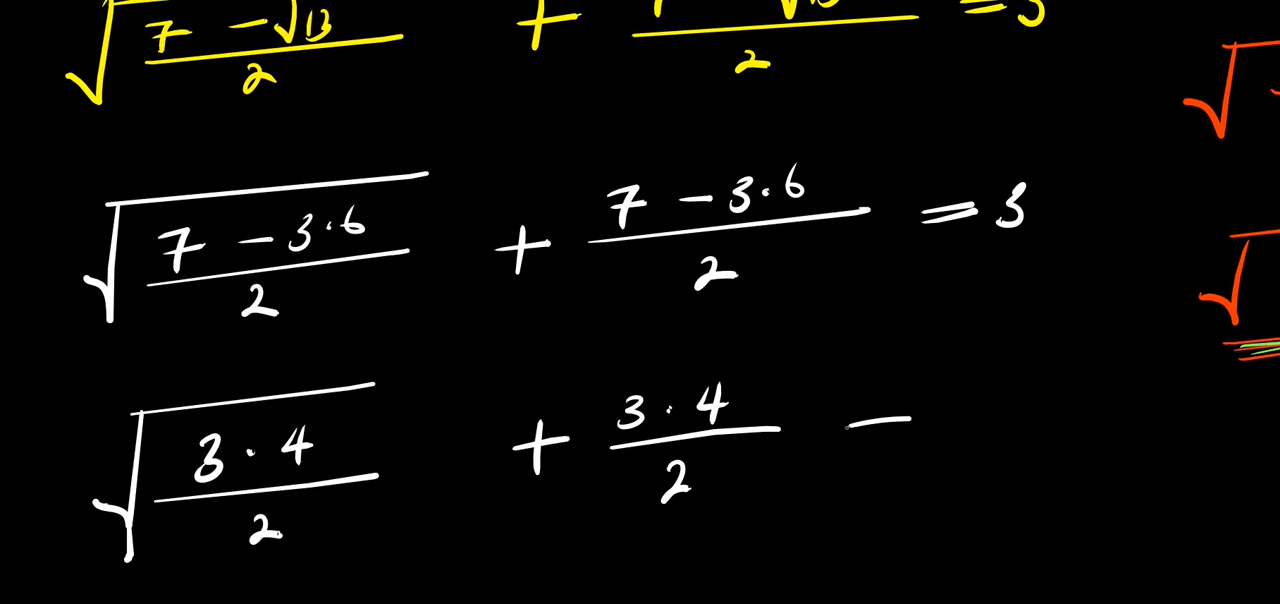 √((7 - √13)/2) + (7 - √13)/2 = 3
√((7 - 3.6)/2) + (7 - 3.6)/2 = 3
√(3.4/2) + 3.4/2 -